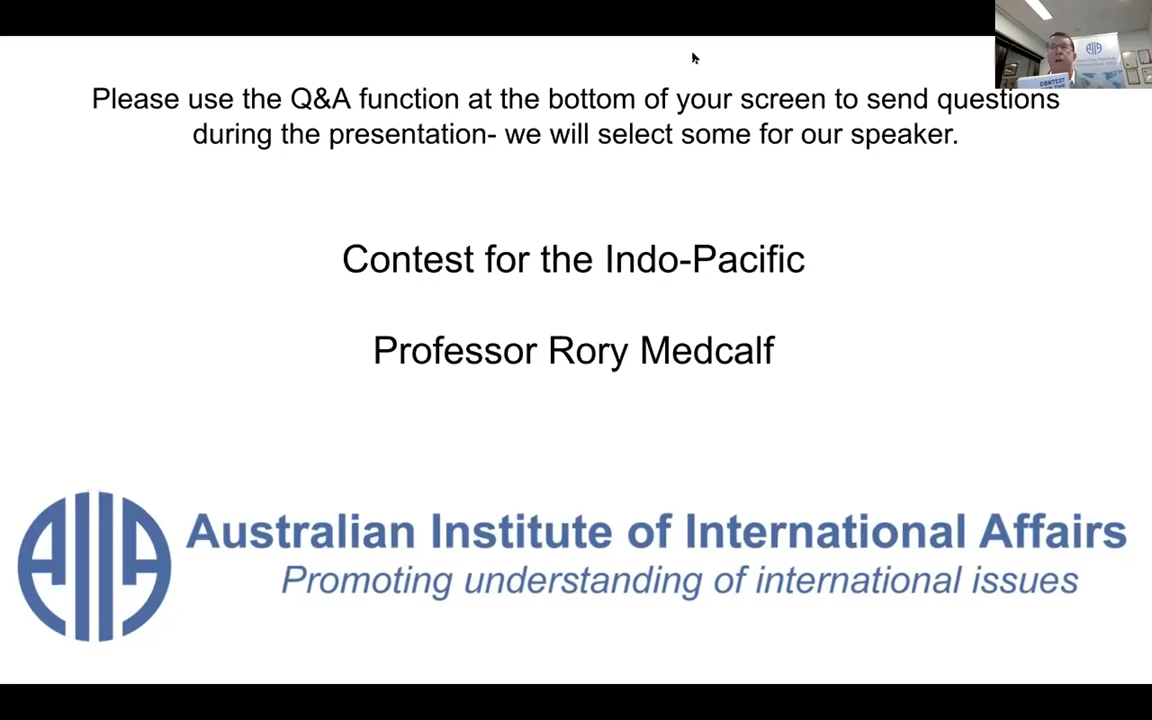 Please use the Q&A function at the bottom of your screen to send questions
during the presentation- we will select some for our speaker.
Contest for the Indo-Pacific
Professor Rory Medcalf
AIIA
Australian Institute of International Affairs
Promoting understanding of international issues
CONTEST